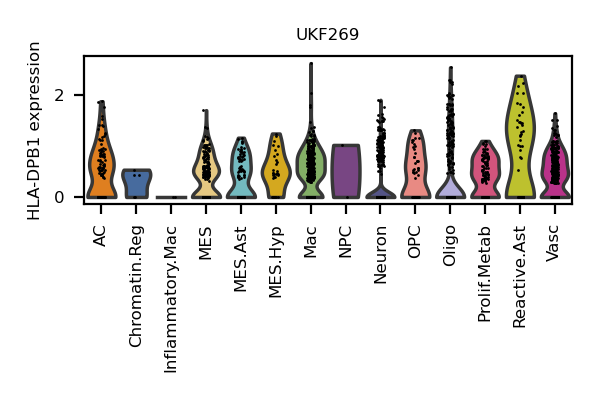 UKF269
HLA-DPB1 expression
2
0
AC
Chromatin.Reg
Inflammatory.Mac
MES
MES.Ast
MES.Hyp
Mac
NPC
Neuron
OPC
Oligo
Prolif.Metab
Reactive.Ast
Vasc